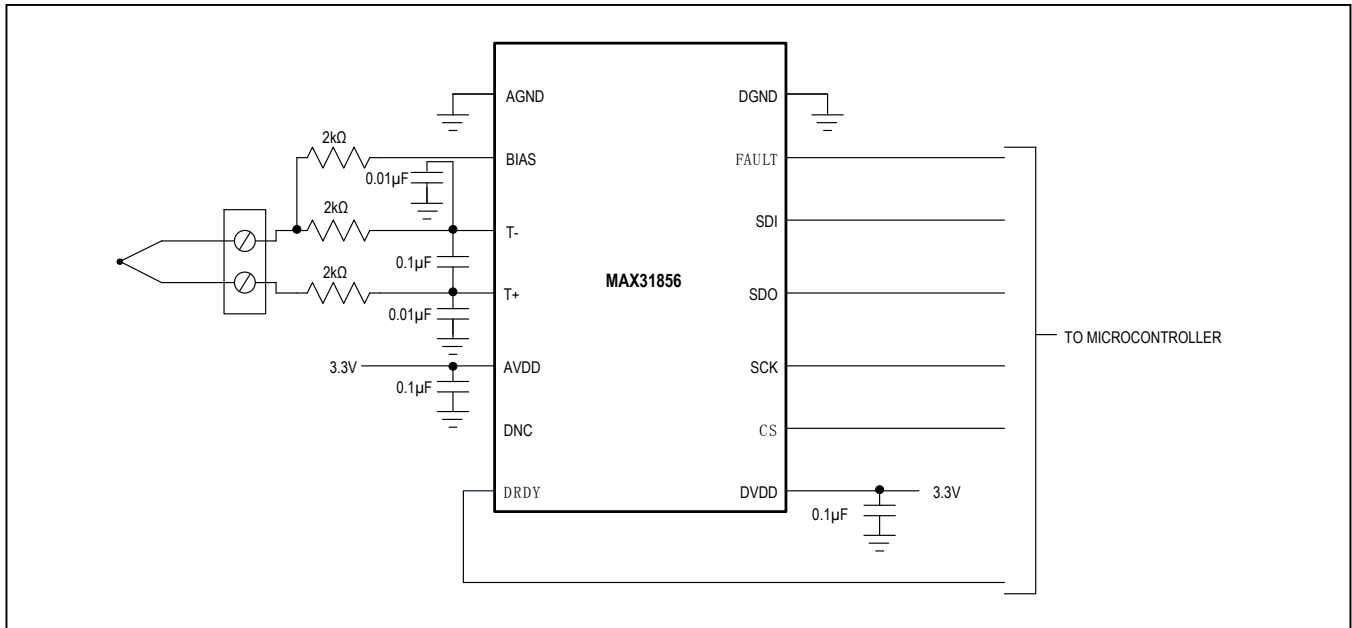 AGND
DGND
2kΩ
BIAS
FAULT
0.01µF
2kΩ
T-
SDI
0.1µF
MAX31856
2kΩ
T+
SDO
0.01µF
TO MICROCONTROLLER
3.3V
AVDD
SCK
0.1µF
DNC
CS
DRDY
DVDD
3.3V
0.1µF